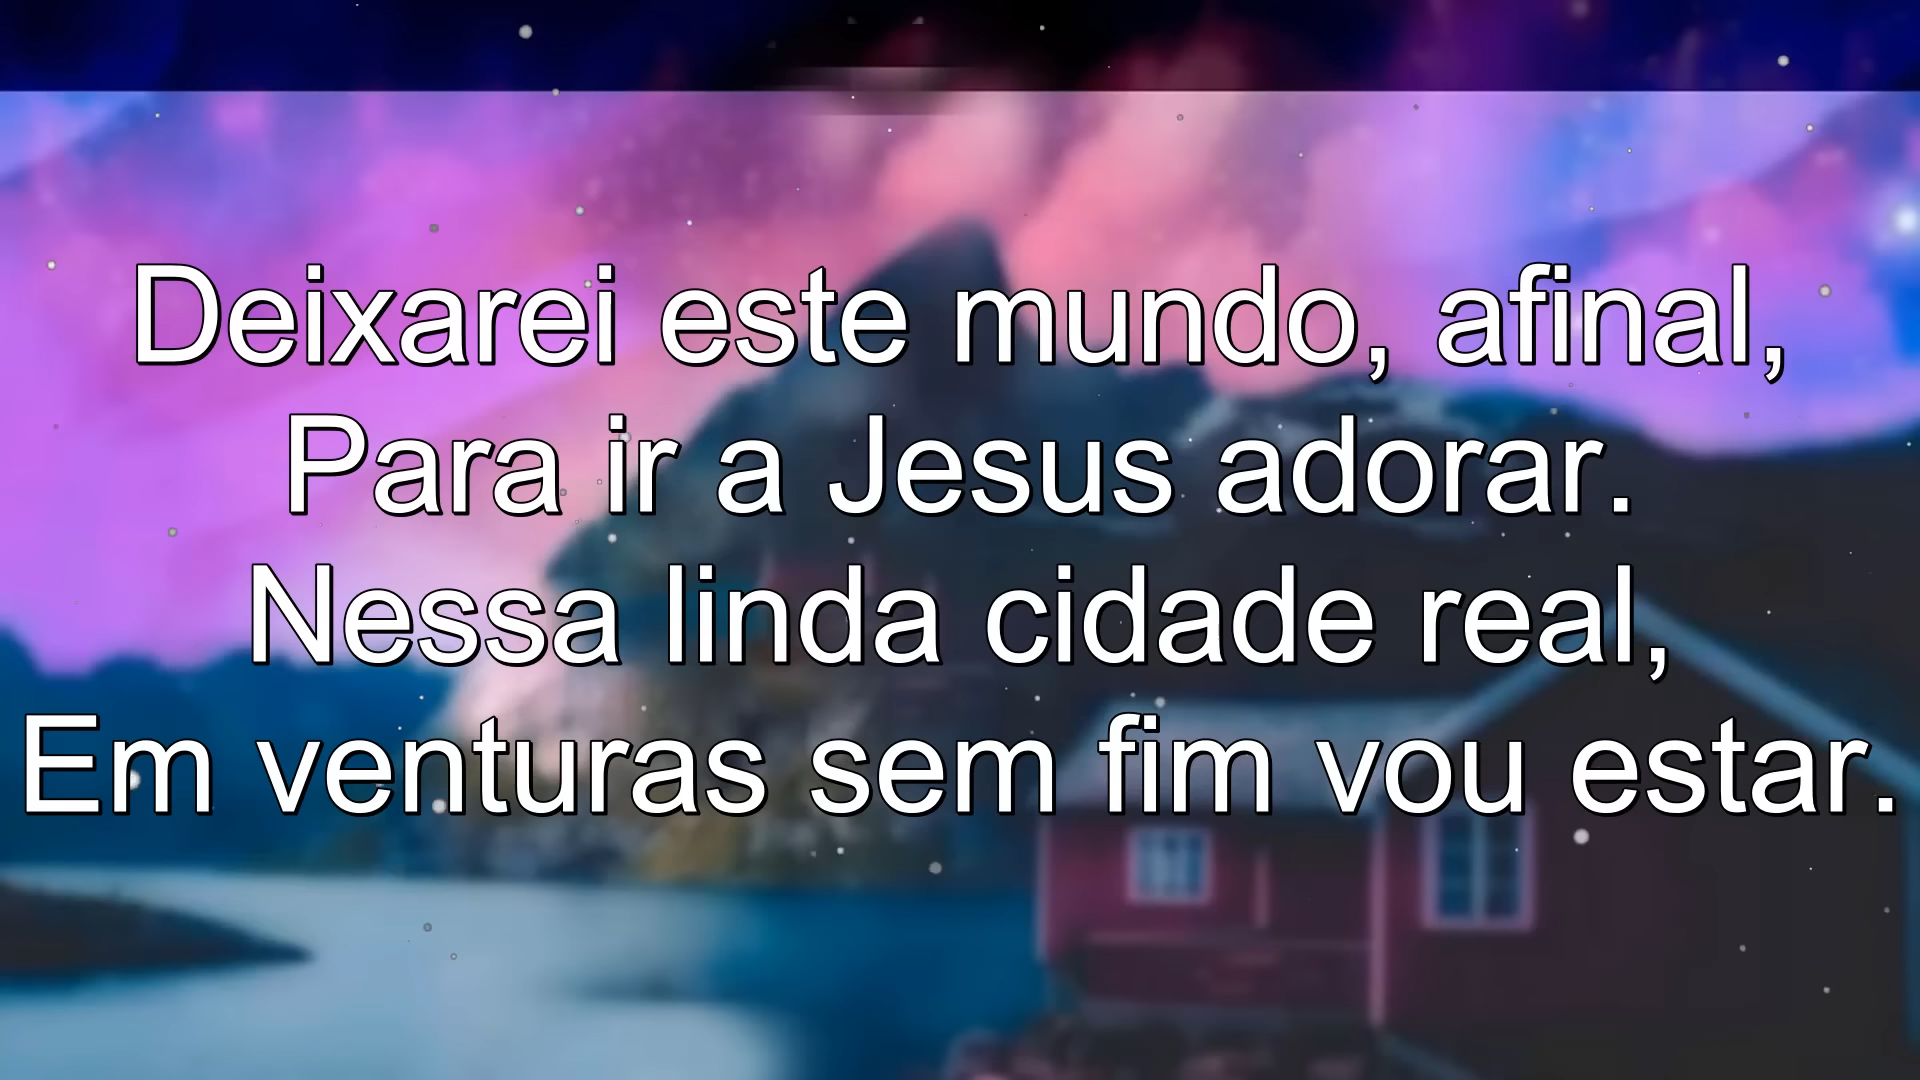 Deixarei este mundo, afinal,
Para ir a Jesus adorar.
Nessa linda cidade real,
Em venturas sem fim vou estar.